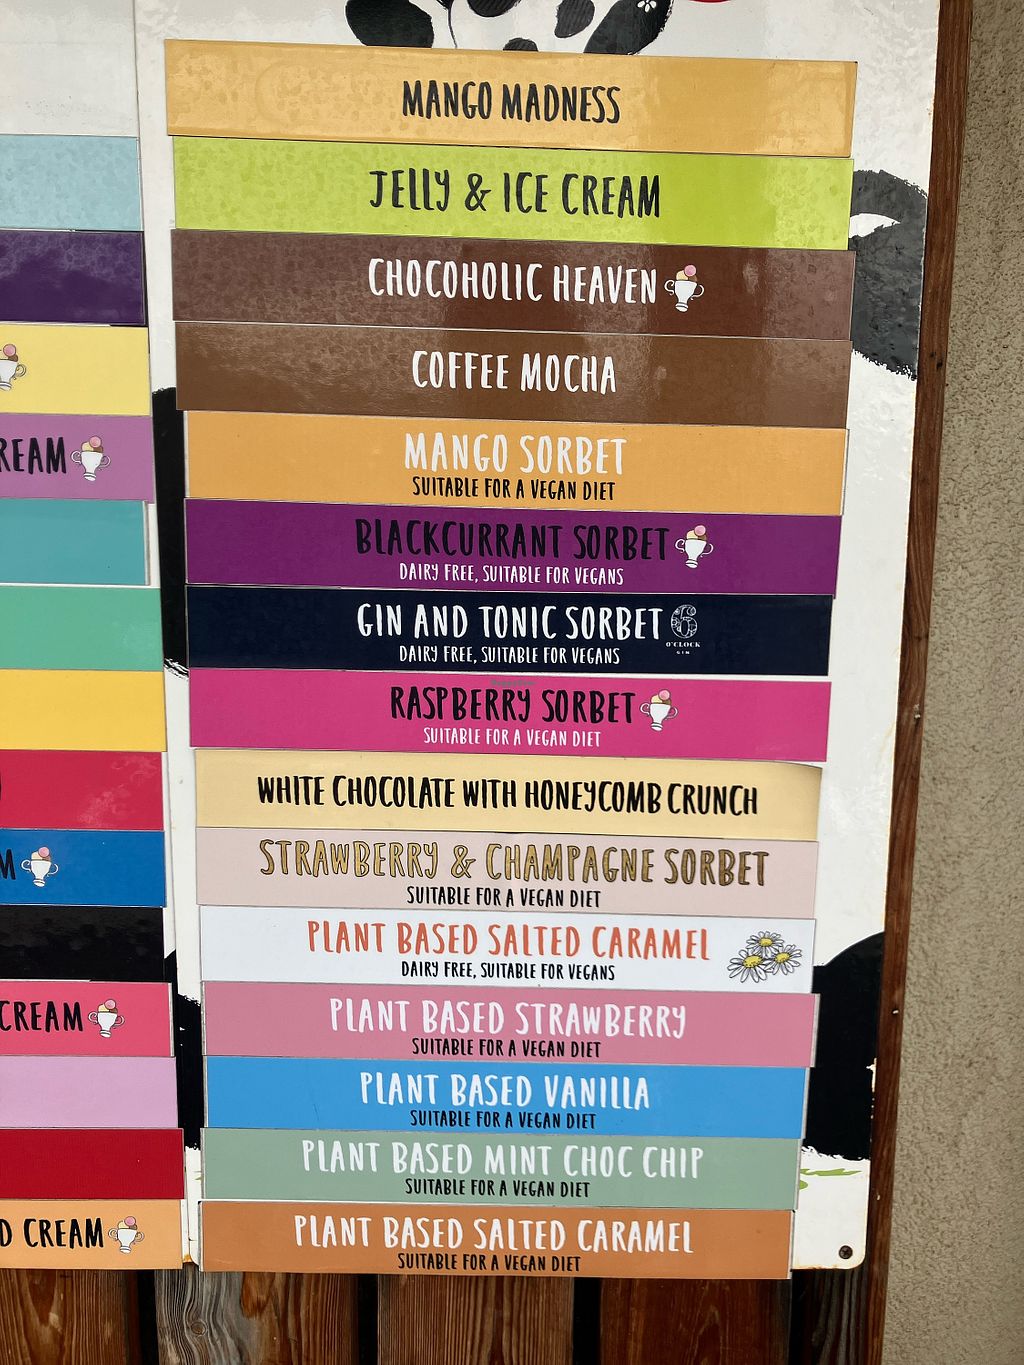 MANGO MADNESS
JELLY & ICE CREAM
CHOCOHOLIC HEAVEN
COFFEE MOCHA
MANGO SORBET
SUITABLE FOR A VEGAN DIET
BLACKCURRANT SORBET
DAIRY FREE, SUITABLE FOR VEGANS
GIN AND TONIC SORBET 6
O'CLOCK
GIN
DAIRY FREE, SUITABLE FOR VEGANS
RASPBERRY SORBET
SUITABLE FOR A VEGAN DIET
WHITE CHOCOLATE WITH HONEYCOMB CRUNCH
STRAWBERRY & CHAMPAGNE SORBET
SUITABLE FOR A VEGAN DIET
PLANT BASED SALTED CARAMEL
DAIRY FREE, SUITABLE FOR VEGANS
PLANT BASED STRAWBERRY
SUITABLE FOR A VEGAN DIET
PLANT BASED VANILLA
SUITABLE FOR A VEGAN DIET
PLANT BASED MINT CHOC CHIP
SUITABLE FOR A VEGAN DIET
PLANT BASED SALTED CARAMEL
SUITABLE FOR A VEGAN DIET
REAM
M
CREAM
D CREAM